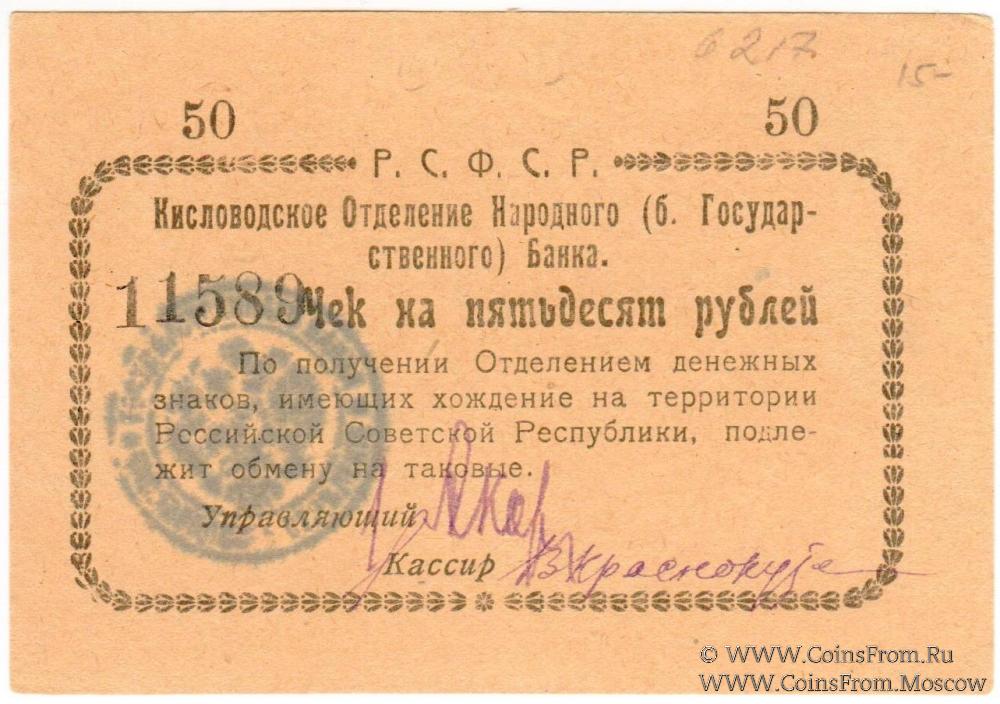 6217
15-
50 50
Р. С. Ф. С. Р.
Кисловодское Отделение Народного (б. Государ-
ственного) Банка.
11589 Чек на пятьдесят рублей
По получении Отделением денежных
знаков, имеющих хождение на территории
Российской Советской Республики, подле-
жит обмену на таковые.
Управляющий
Кассир
© WWW.CoinsFrom.Ru
WWW.CoinsFrom.Moscow